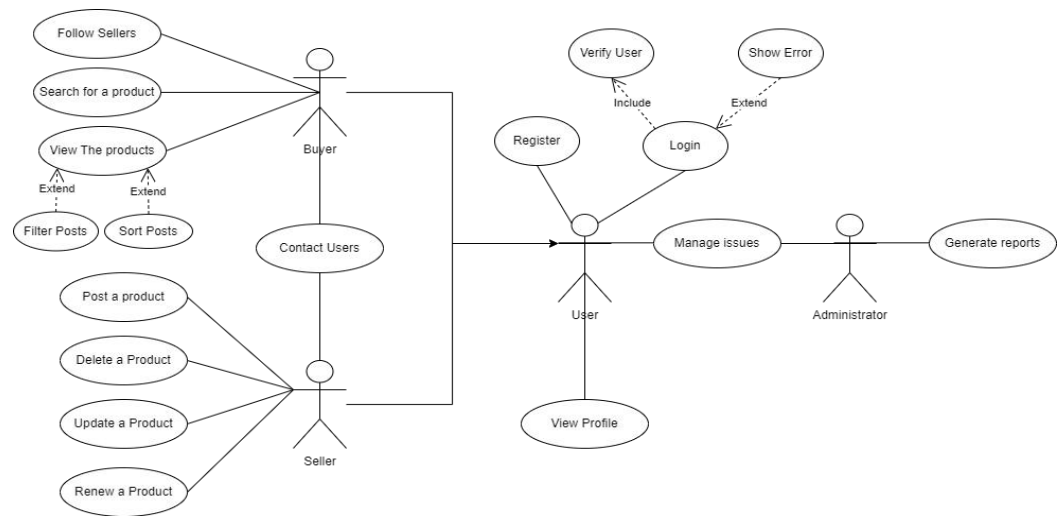 Follow Sellers
Search for a product
View The products
Extend
Extend
Filter Posts
Sort Posts
Buyer
Contact Users
Post a product
Delete a Product
Update a Product
Renew a Product
Seller
Verify User
Show Error
Include
Extend
Register
Login
Manage issues
Generate reports
User
Administrator
View Profile